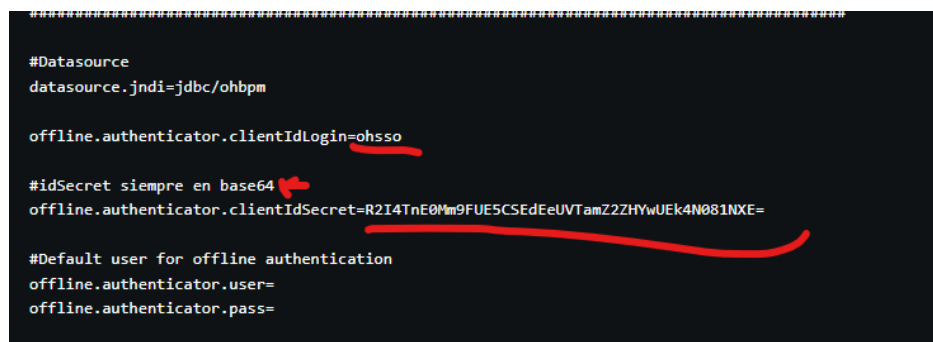 #Datasource
datasource.jndi=jdbc/ohbpm
offline.authenticator.clientIdLogin=ohsso
#idSecret siempre en base64
offline.authenticator.clientIdSecret=R2I4TnE0Mm9FUE5CSEdEeUVTamZ2ZHYwUEk4N081NXE=
#Default user for offline authentication
offline.authenticator.user=
offline.authenticator.pass=